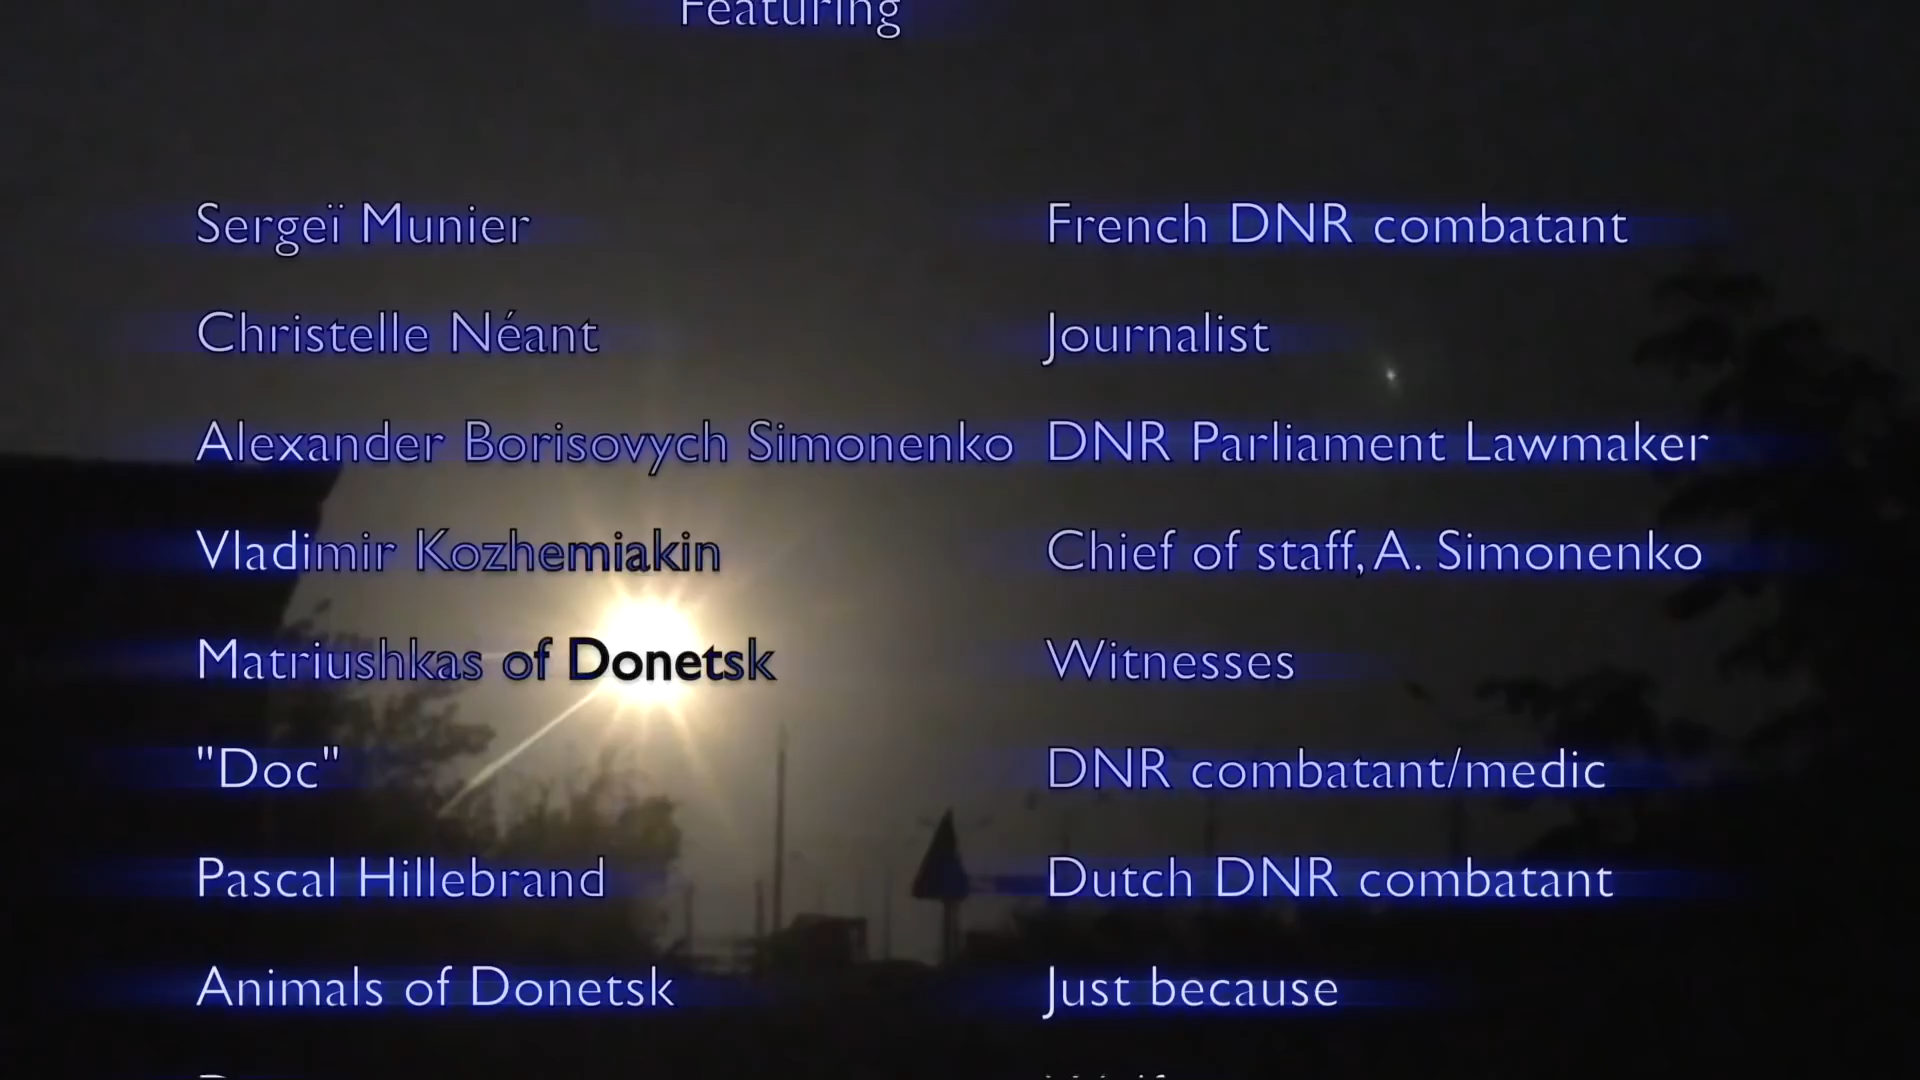 Featuring
Sergeï Munier French DNR combatant
Christelle Néant Journalist
Alexander Borisovych Simonenko DNR Parliament Lawmaker
Vladimir Kozhemiakin Chief of staff, A. Simonenko
Matriushkas of Donetsk Witnesses
"Doc" DNR combatant/medic
Pascal Hillebrand Dutch DNR combatant
Animals of Donetsk Just because